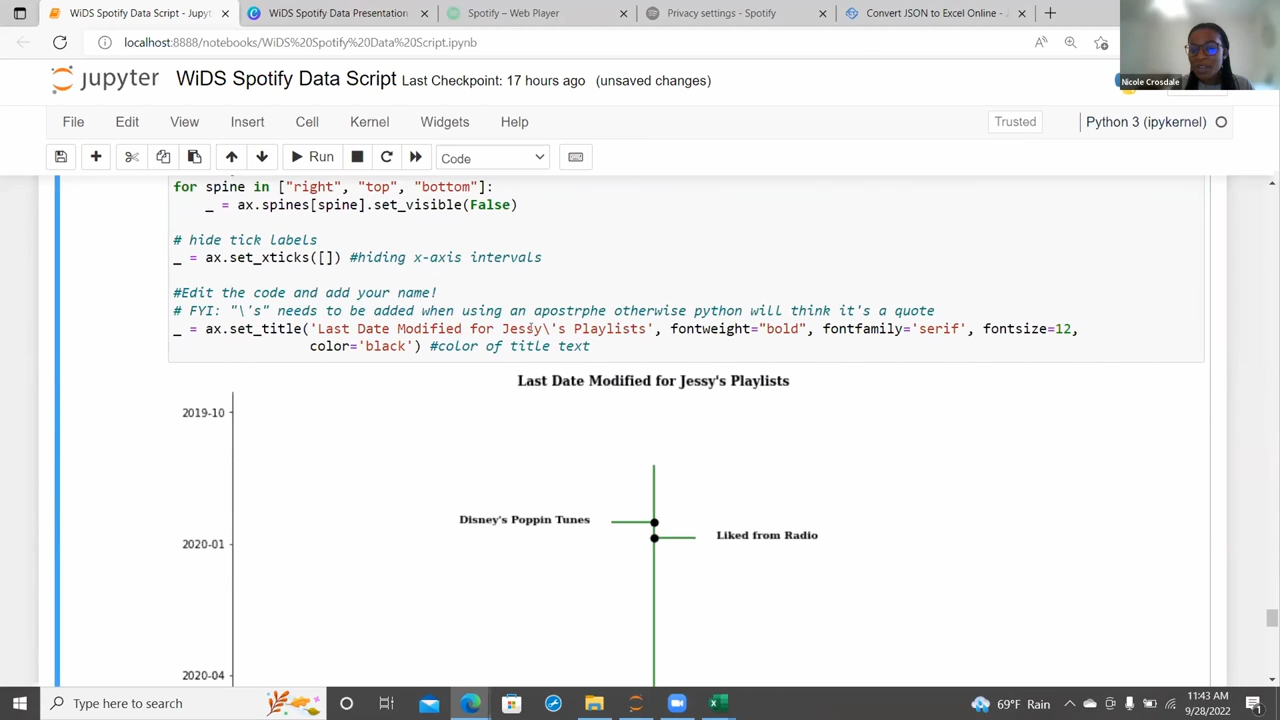 WiDS Spotify Data Script - Jupyt
WiDS Spotify Data Presentation
Spotify – Web Player
Privacy settings - Spotify
Convert JSON to Excel Online -
localhost:8888/notebooks/WiDS%20Spotify%20Data%20Script.ipynb
Nicole Crosdale
jupyter WiDS Spotify Data Script Last Checkpoint: 17 hours ago (unsaved changes)
File Edit View Insert Cell Kernel Widgets Help Trusted Python 3 (ipykernel)
Run Code
for spine in ["right", "top", "bottom"]:
_ = ax.spines[spine].set_visible(False)
# hide tick labels
_ = ax.set_xticks([]) #hiding x-axis intervals
#Edit the code and add your name!
# FYI: "\'s" needs to be added when using an apostrphe otherwise python will think it's a quote
_ = ax.set_title('Last Date Modified for Jessy\'s Playlists', fontweight="bold", fontfamily='serif', fontsize=12,
color='black') #color of title text
Last Date Modified for Jessy's Playlists
2019-10
Disney's Poppin Tunes
Liked from Radio
2020-01
2020-04
Type here to search
69°F Rain
11:43 AM
9/28/2022
1